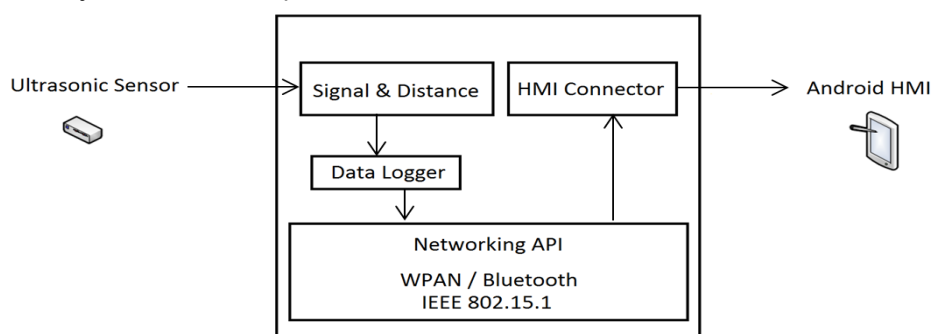 Ultrasonic Sensor
Signal & Distance
HMI Connector
Android HMI
Data Logger
Networking API
WPAN / Bluetooth
IEEE 802.15.1